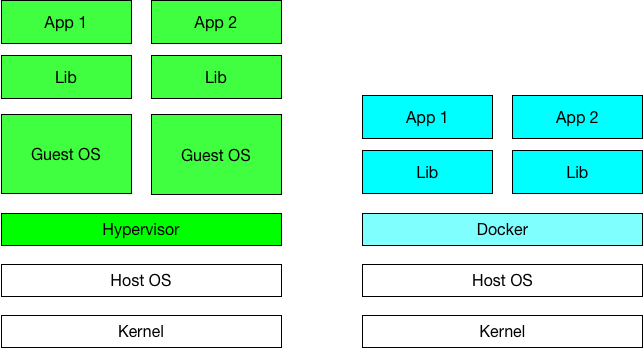 App 1
App 2
Lib
Lib
Guest OS
Guest OS
Hypervisor
Host OS
Kernel
App 1
App 2
Lib
Lib
Docker
Host OS
Kernel